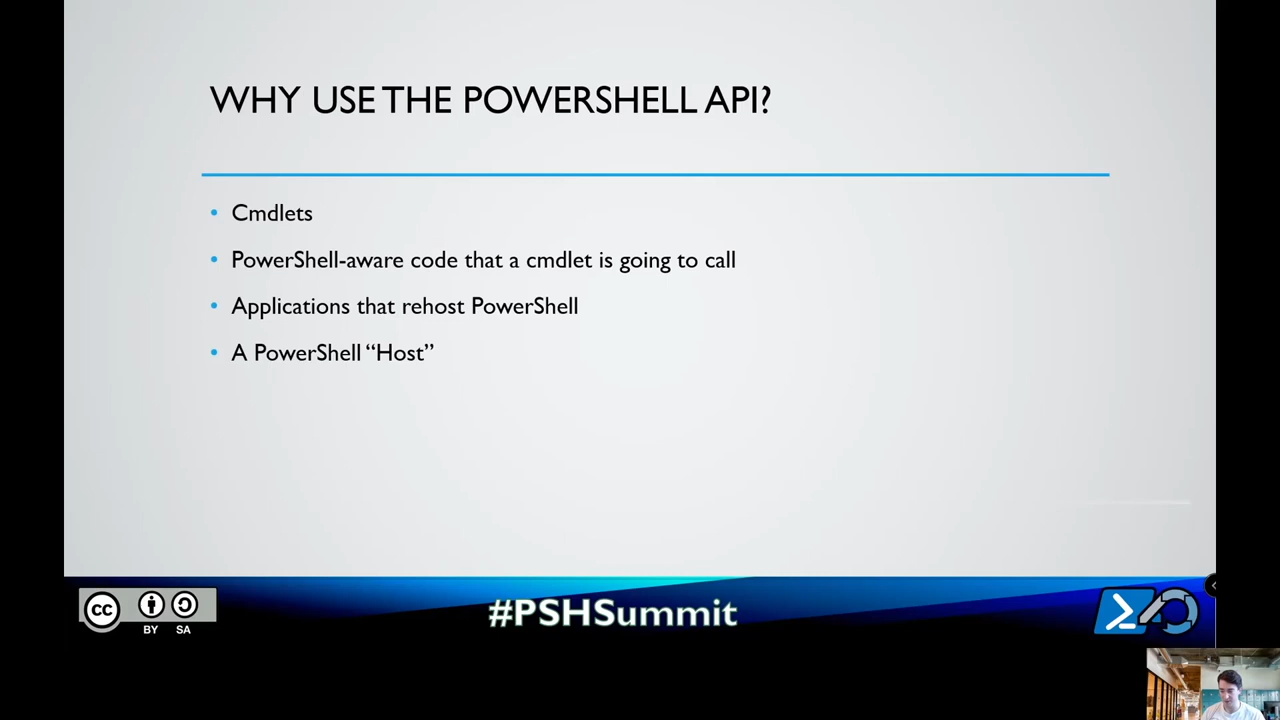 WHY USE THE POWERSHELL API?
Cmdlets
PowerShell-aware code that a cmdlet is going to call
Applications that rehost PowerShell
A PowerShell “Host”
cc
BY SA
#PSHSummit